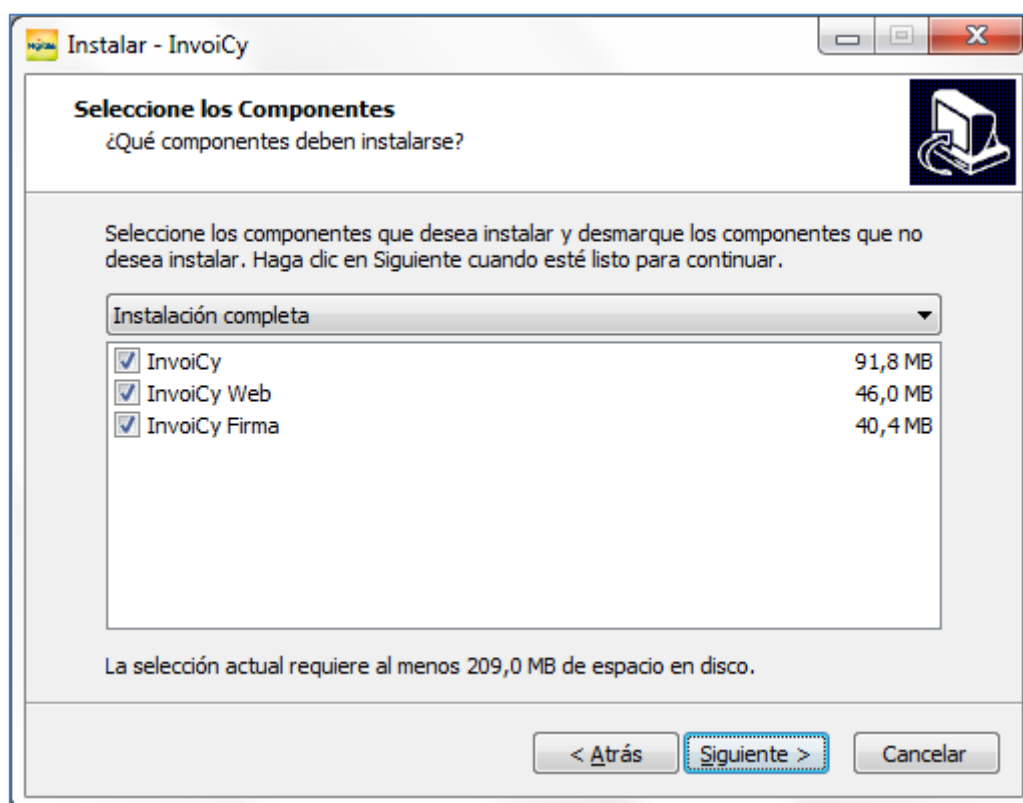 Instalar - InvoiCy
Seleccione los Componentes
¿Qué componentes deben instalarse?
Seleccione los componentes que desea instalar y desmarque los componentes que no
desea instalar. Haga clic en Siguiente cuando esté listo para continuar.
Instalación completa
InvoiCy 91,8 MB
InvoiCy Web 46,0 MB
InvoiCy Firma 40,4 MB
La selección actual requiere al menos 209,0 MB de espacio en disco.
< Atrás Siguiente > Cancelar